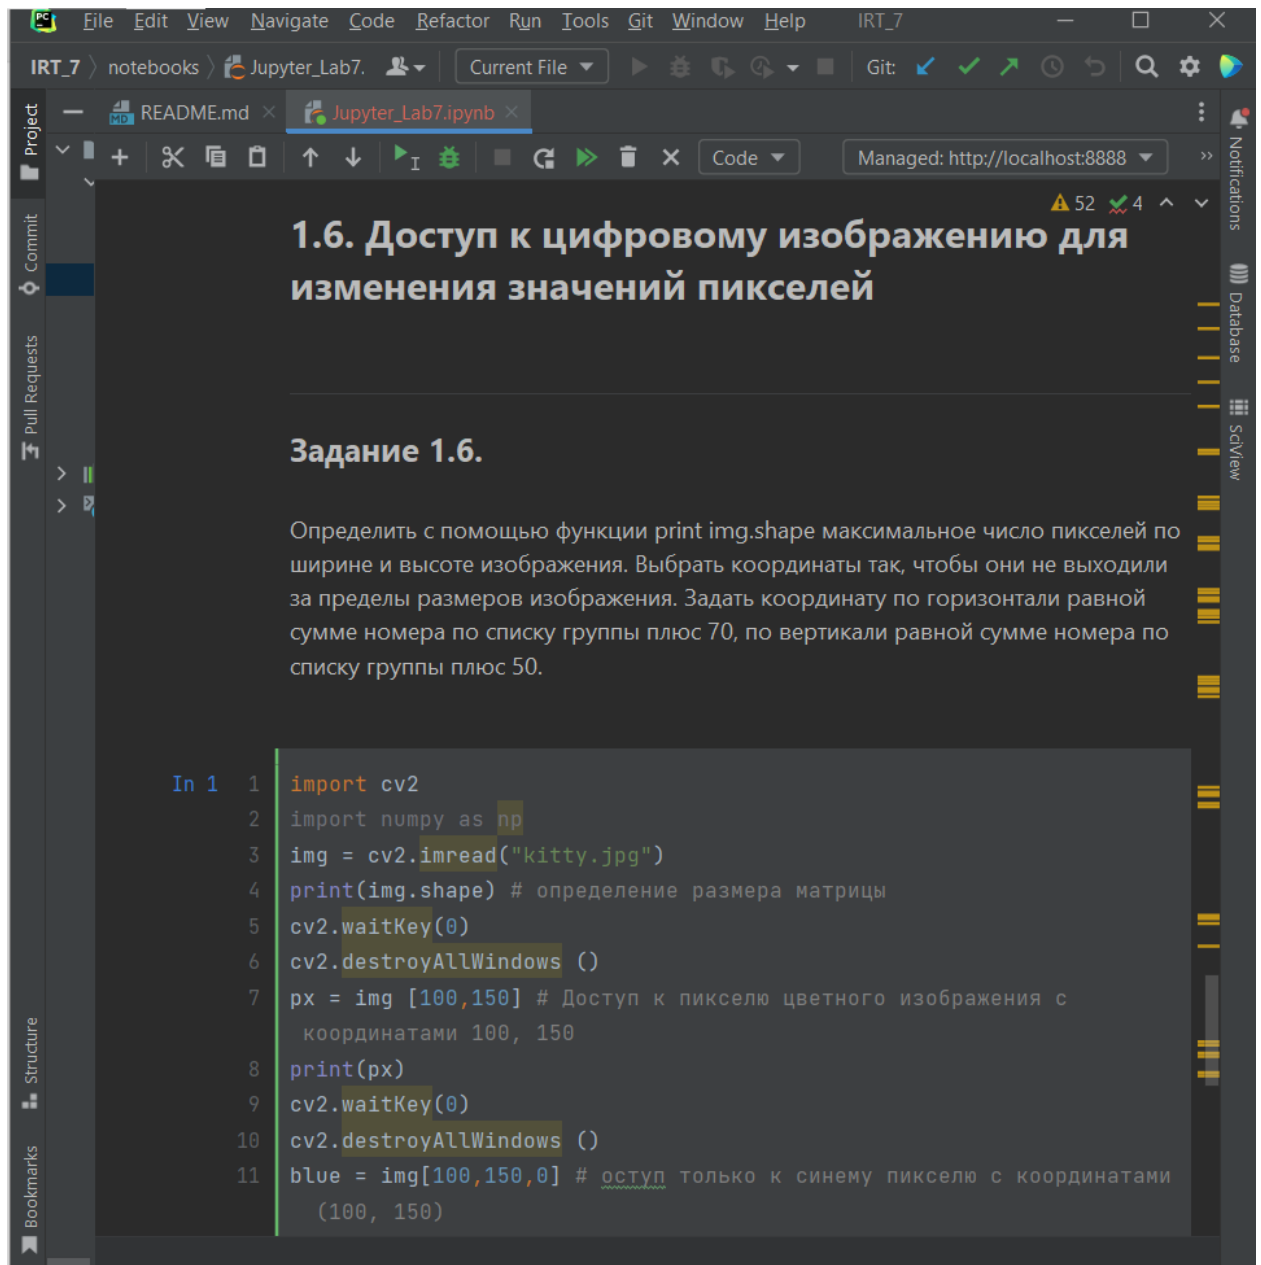 PC File Edit View Navigate Code Refactor Run Tools Git Window Help IRT_7
IRT_7 notebooks Jupyter_Lab7. Current File Git:
Project
Commit
Pull Requests
Structure
Bookmarks
MD README.md Jupyter_Lab7.ipynb
Code Managed: http://localhost:8888
52 4
1.6. Доступ к цифровому изображению для
изменения значений пикселей
Задание 1.6.
Определить с помощью функции print img.shape максимальное число пикселей по
ширине и высоте изображения. Выбрать координаты так, чтобы они не выходили
за пределы размеров изображения. Задать координату по горизонтали равной
сумме номера по списку группы плюс 70, по вертикали равной сумме номера по
списку группы плюс 50.
In 1 1 import cv2
2 import numpy as np
3 img = cv2.imread("kitty.jpg")
4 print(img.shape) # определение размера матрицы
5 cv2.waitKey(0)
6 cv2.destroyAllWindows ()
7 px = img [100,150] # Доступ к пикселю цветного изображения с
координатами 100, 150
8 print(px)
9 cv2.waitKey(0)
10 cv2.destroyAllWindows ()
11 blue = img[100,150,0] # оступ только к синему пикселю с координатами
(100, 150)
Notifications
Database
SciView